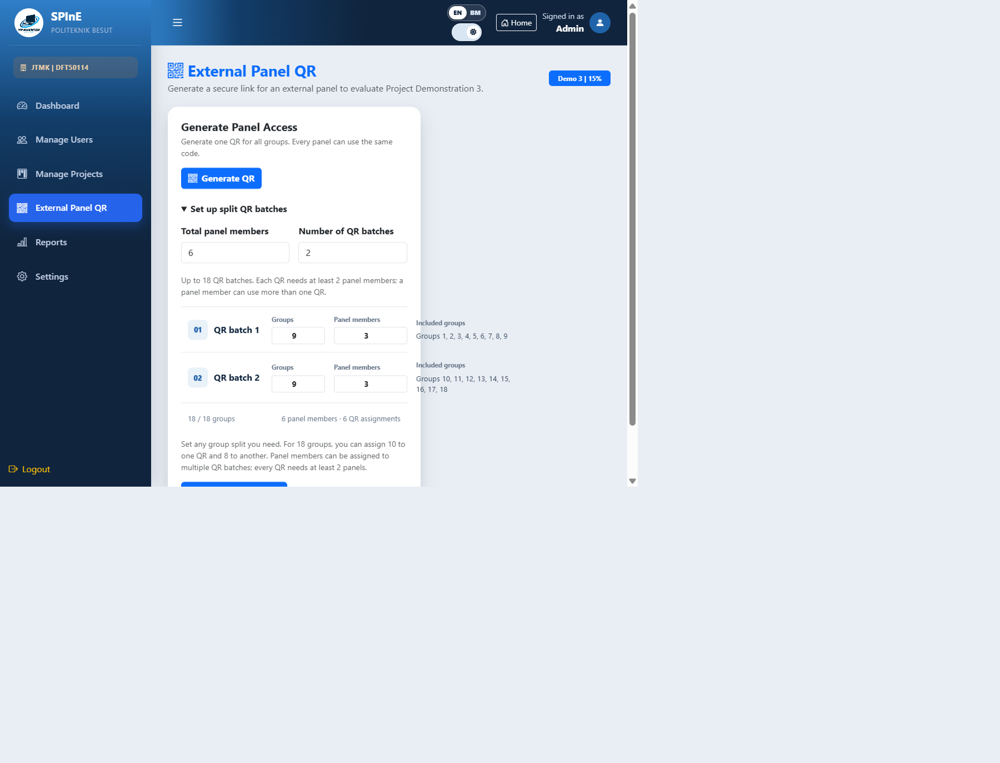 SPInE
POLITEKNIK BESUT
JTMK | DFT50114
Dashboard
Manage Users
Manage Projects
External Panel QR
Reports
Settings
Logout
EN BM
Home
Signed in as
Admin
External Panel QR
Generate a secure link for an external panel to evaluate Project Demonstration 3.
Demo 3 | 15%
Generate Panel Access
Generate one QR for all groups. Every panel can use the same
code.
Generate QR
▼ Set up split QR batches
Total panel members
6
Number of QR batches
2
Up to 18 QR batches. Each QR needs at least 2 panel members; a
panel member can use more than one QR.
01 QR batch 1
Groups
9
Panel members
3
Included groups
Groups 1, 2, 3, 4, 5, 6, 7, 8, 9
02 QR batch 2
Groups
9
Panel members
3
Included groups
Groups 10, 11, 12, 13, 14, 15,
16, 17, 18
18 / 18 groups
6 panel members · 6 QR assignments
Set any group split you need. For 18 groups, you can assign 10 to
one QR and 8 to another. Panel members can be assigned to
multiple QR batches; every QR needs at least 2 panels.